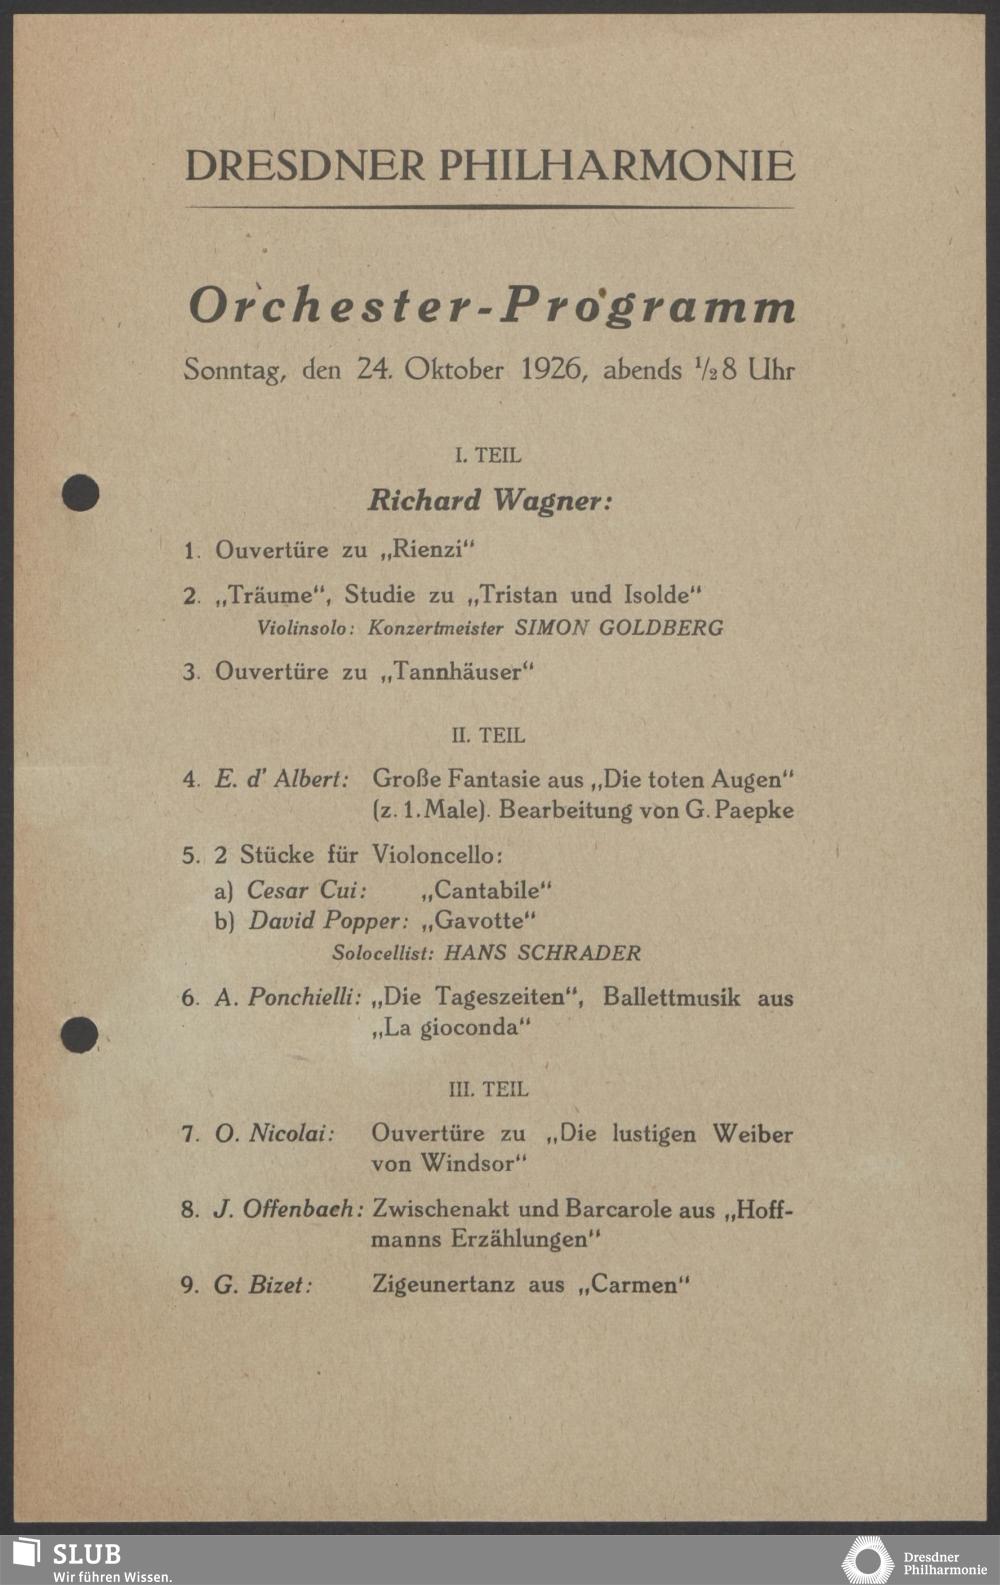 DRESDNER PHILHARMONIE
Orchester-Programm
Sonntag, den 24. Oktober 1926, abends ½8 Uhr
I. TEIL
Richard Wagner:
1. Ouvertüre zu „Rienzi“
2. „Träume“, Studie zu „Tristan und Isolde“
Violinsolo: Konzertmeister SIMON GOLDBERG
3. Ouvertüre zu „Tannhäuser“
II. TEIL
4. E. d' Albert: Große Fantasie aus „Die toten Augen“
(z. 1. Male). Bearbeitung von G. Paepke
5. 2 Stücke für Violoncello:
a) Cesar Cui: „Cantabile“
b) David Popper: „Gavotte“
Solocellist: HANS SCHRADER
6. A. Ponchielli: „Die Tageszeiten“, Ballettmusik aus
„La gioconda“
III. TEIL
7. O. Nicolai: Ouvertüre zu „Die lustigen Weiber
von Windsor“
8. J. Offenbach: Zwischenakt und Barcarole aus „Hoff-
manns Erzählungen“
9. G. Bizet: Zigeunertanz aus „Carmen“
SLUB
Wir führen Wissen.
Dresdner
Philharmonie